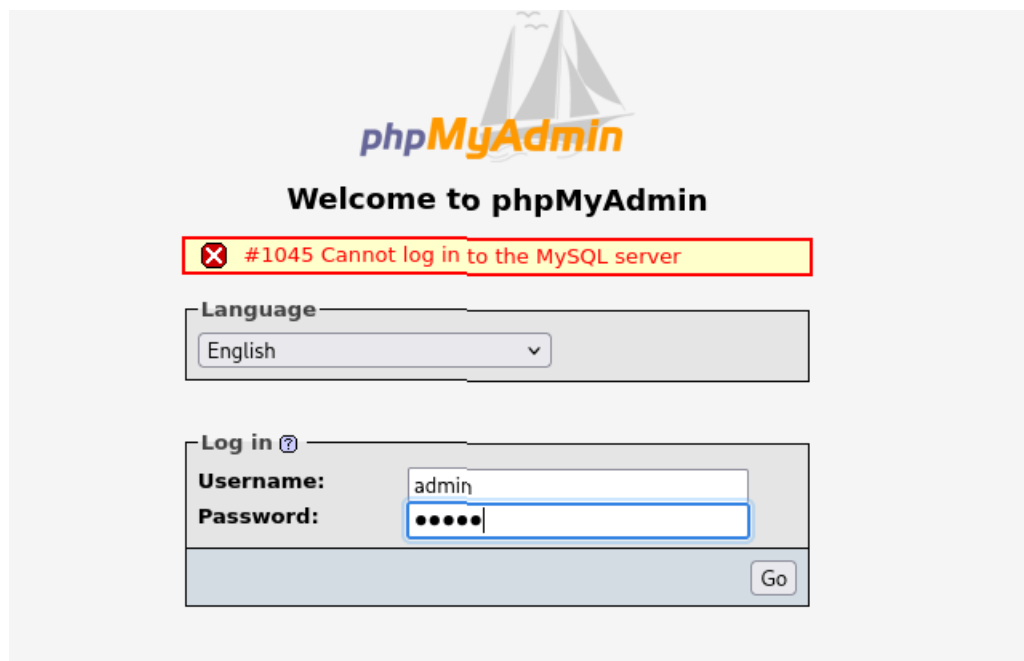 phpMyAdmin
Welcome to phpMyAdmin
#1045 Cannot log in to the MySQL server
Language
English
Log in ?
Username:
admin
Password:
•••••
Go